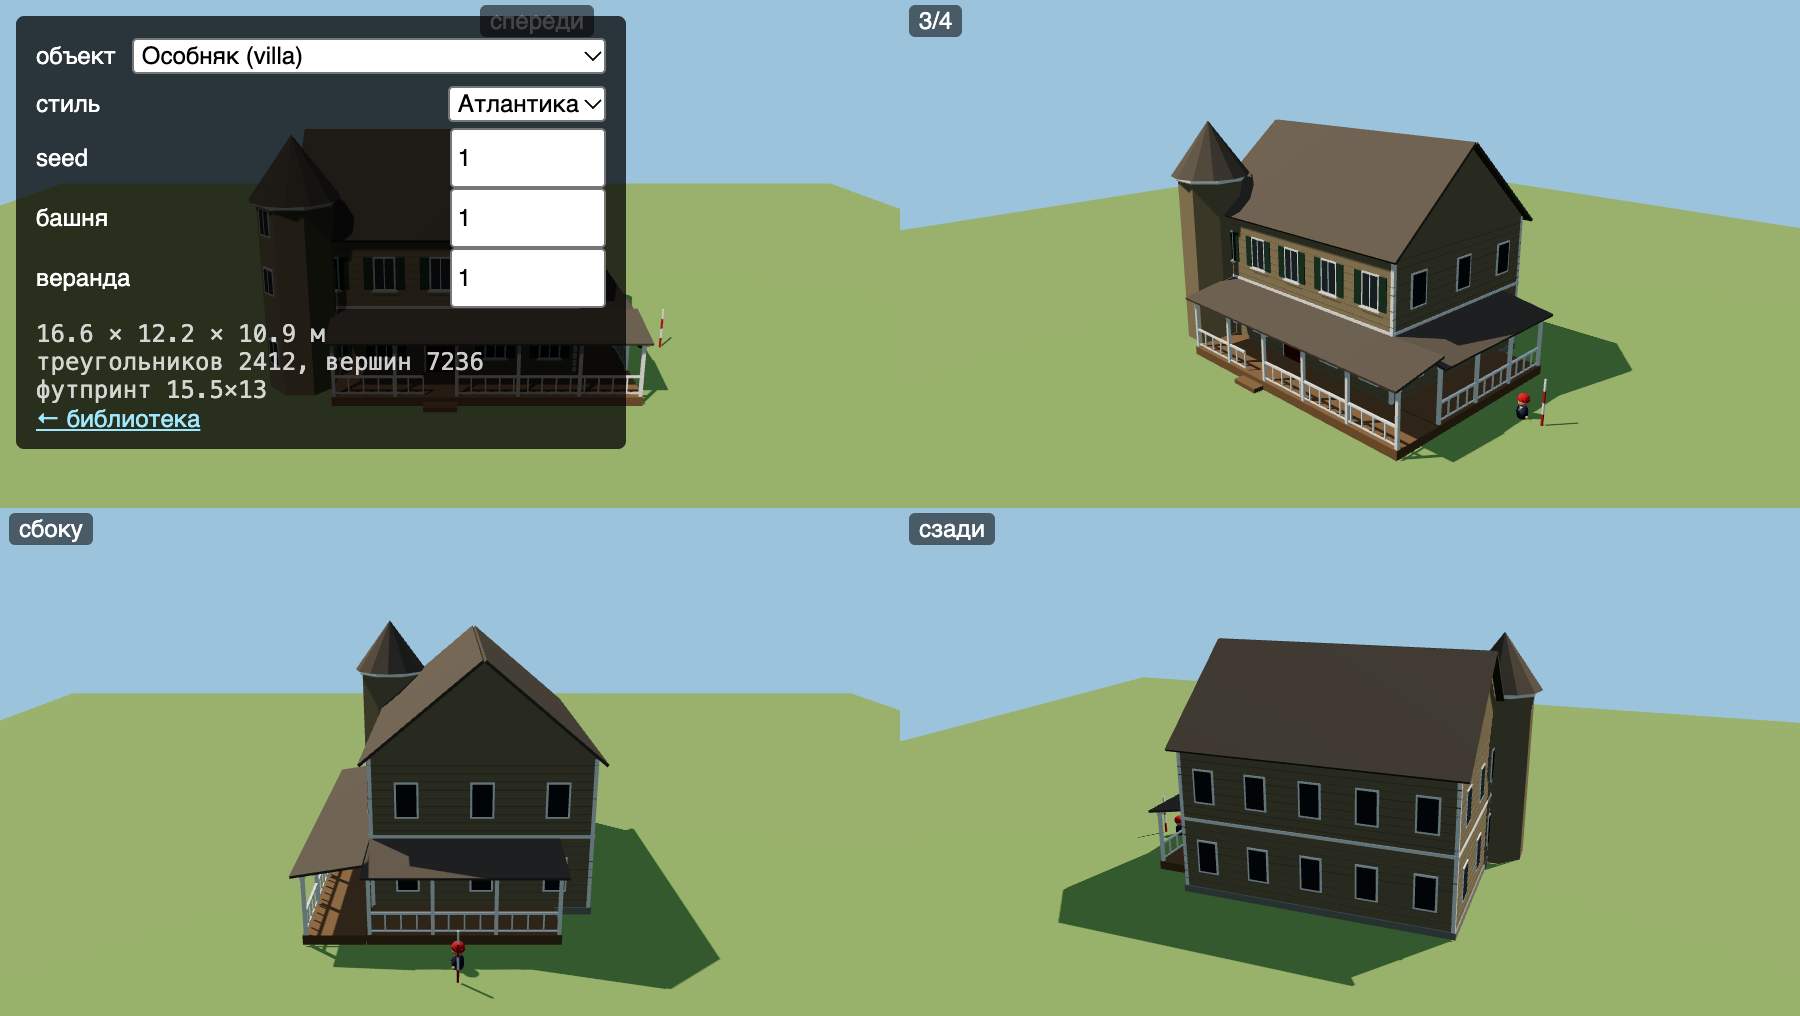 спереди
объект Особняк (villa)
стиль Атлантика
seed 1
башня 1
веранда 1
16.6 × 12.2 × 10.9 м
треугольников 2412, вершин 7236
футпринт 15.5×13
← библиотека
3/4
сбоку
сзади